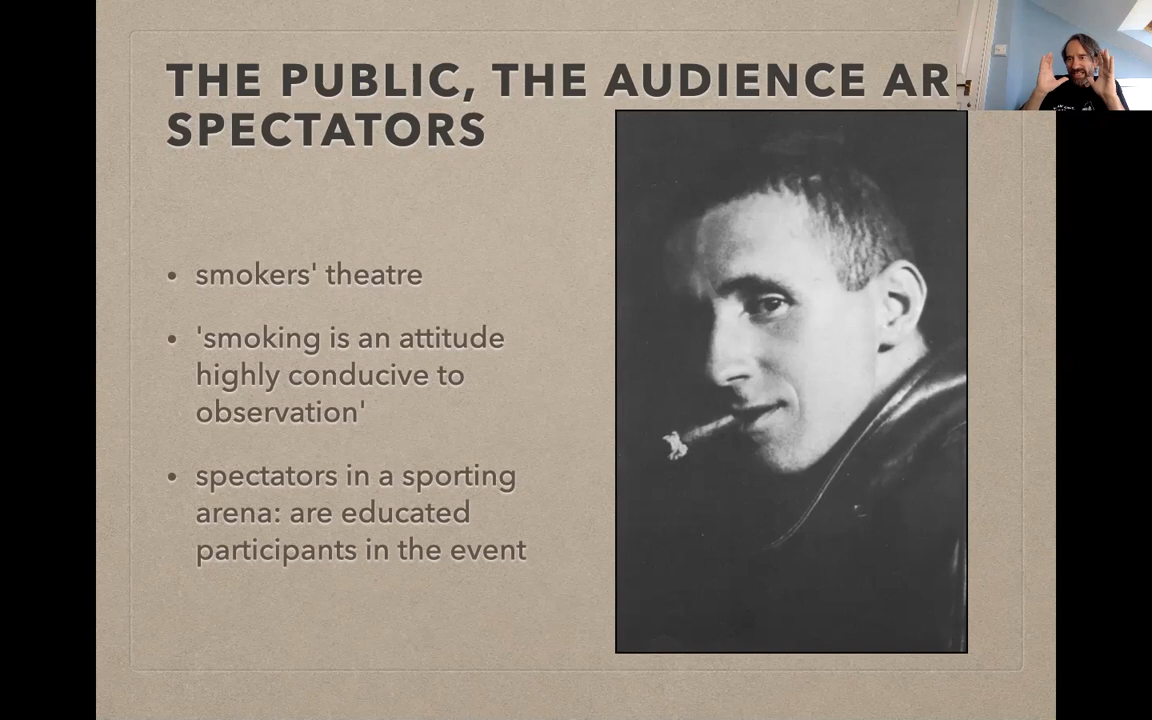 THE PUBLIC, THE AUDIENCE AR
SPECTATORS
• smokers' theatre
• 'smoking is an attitude
highly conducive to
observation'
• spectators in a sporting
arena: are educated
participants in the event